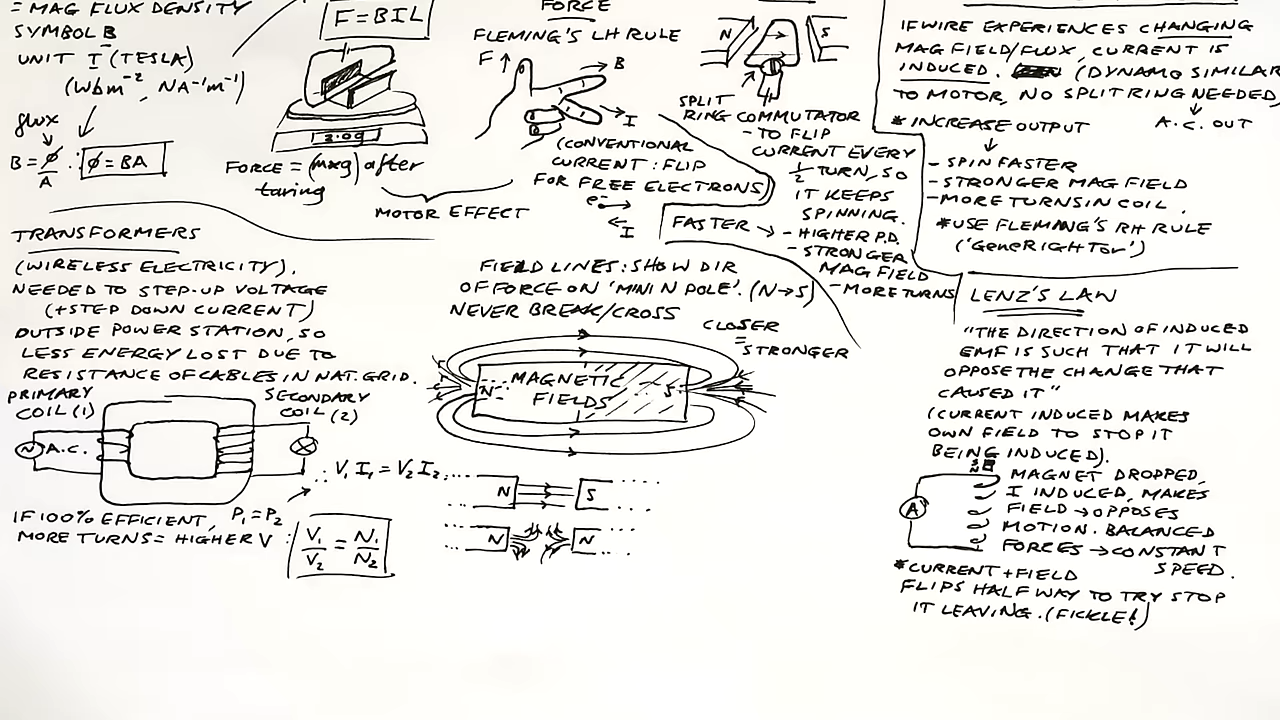 = MAG FLUX DENSITY
SYMBOL B
UNIT T (TESLA)
(Wbm⁻², NA⁻¹m⁻¹)
flux
B = φ/A ∴ φ = BA
F = BIL
3.09
FORCE = (mxg) after
taring
MOTOR EFFECT
FORCE
FLEMING'S LH RULE
F
B
I
(CONVENTIONAL
CURRENT : FLIP
FOR FREE ELECTRONS)
e⁻
I
N
S
SPLIT
RING COMMUTATOR
- TO FLIP
CURRENT EVERY
½ TURN, SO
IT KEEPS
SPINNING.
FASTER → - HIGHER P.D.
- STRONGER
MAG FIELD
- MORE TURNS
IF WIRE EXPERIENCES CHANGING
MAG FIELD/FLUX, CURRENT IS
INDUCED. (DYNAMO SIMILAR
TO MOTOR, NO SPLIT RING NEEDED)
A.C. OUT
* INCREASE OUTPUT
- SPIN FASTER
- STRONGER MAG FIELD
- MORE TURNS IN COIL.
*USE FLEMING'S RH RULE
('GeneRIGHTor')
TRANSFORMERS
(WIRELESS ELECTRICITY).
NEEDED TO STEP-UP VOLTAGE
(+STEP DOWN CURRENT)
OUTSIDE POWER STATION, SO
LESS ENERGY LOST DUE TO
RESISTANCE OF CABLES IN NAT. GRID.
PRIMARY
COIL (1)
SECONDARY
COIL (2)
A.C.
∴ V₁I₁ = V₂I₂
IF 100% EFFICIENT, P₁ = P₂
MORE TURNS = HIGHER V :
V₁/V₂ = N₁/N₂
FIELD LINES : SHOW DIR
OF FORCE ON 'MINI N POLE'. (N→S)
NEVER BREAK/CROSS
CLOSER
=
STRONGER
N
MAGNETIC
FIELDS
S
N
S
N
N
LENZ'S LAW
"THE DIRECTION OF INDUCED
EMF IS SUCH THAT IT WILL
OPPOSE THE CHANGE THAT
CAUSED IT"
(CURRENT INDUCED MAKES
OWN FIELD TO STOP IT
BEING INDUCED).
S
N
A
MAGNET DROPPED,
I INDUCED, MAKES
FIELD → OPPOSES
MOTION. BALANCED
FORCES → CONSTANT
SPEED.
*CURRENT + FIELD
FLIPS HALF WAY TO TRY STOP
IT LEAVING. (FICKLE!)